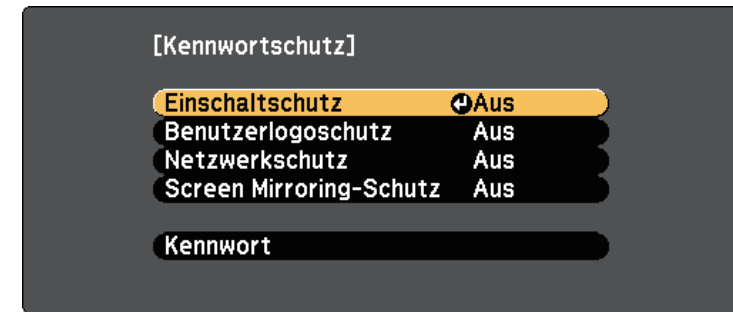 [Kennwortschutz]
Einschaltschutz Aus
Benutzerlogoschutz Aus
Netzwerkschutz Aus
Screen Mirroring-Schutz Aus
Kennwort